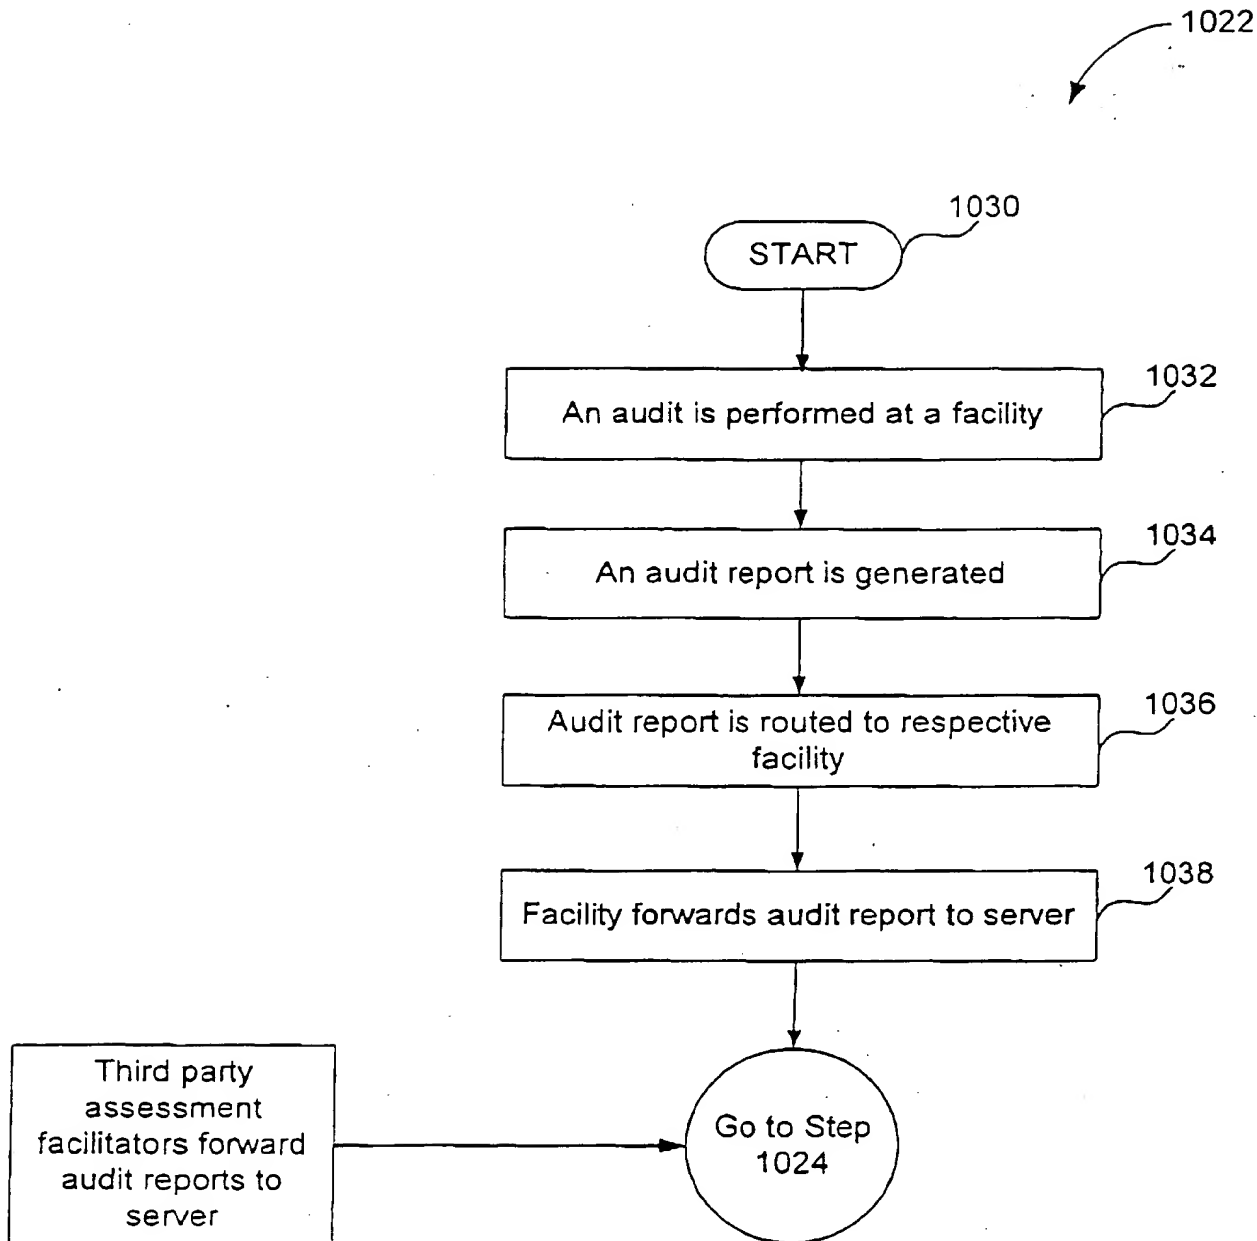 1022
1030
START
1032
An audit is performed at a facility
1034
An audit report is generated
1036
Audit report is routed to respective
facility
1038
Facility forwards audit report to server
Third party
assessment
facilitators forward
audit reports to
server
Go to Step
1024